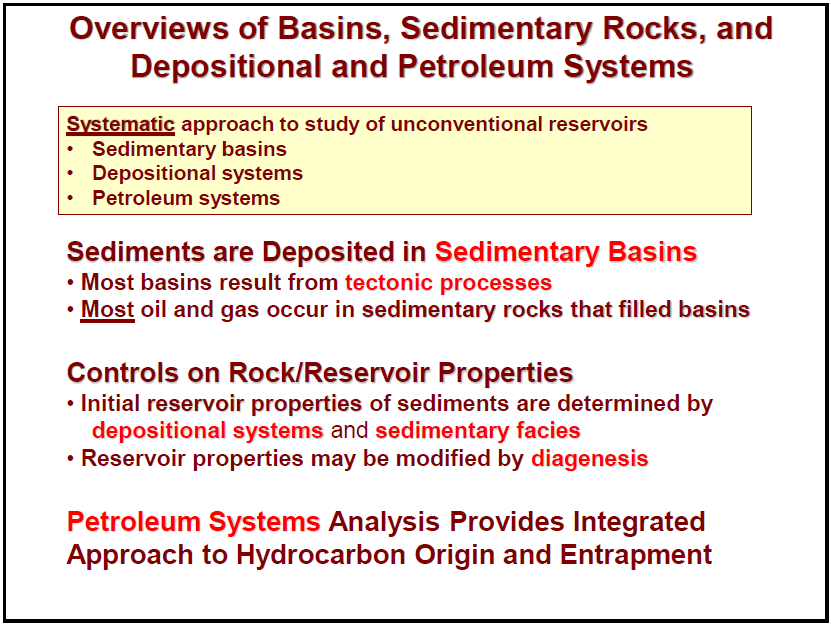 Overviews of Basins, Sedimentary Rocks, and
Depositional and Petroleum Systems
Systematic approach to study of unconventional reservoirs
• Sedimentary basins
• Depositional systems
• Petroleum systems
Sediments are Deposited in Sedimentary Basins
• Most basins result from tectonic processes
• Most oil and gas occur in sedimentary rocks that filled basins
Controls on Rock/Reservoir Properties
• Initial reservoir properties of sediments are determined by
depositional systems and sedimentary facies
• Reservoir properties may be modified by diagenesis
Petroleum Systems Analysis Provides Integrated
Approach to Hydrocarbon Origin and Entrapment